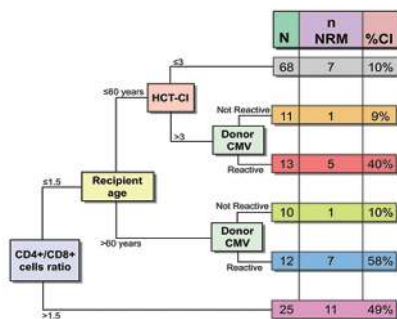 N
n
NRM
%CI
≤3
68 7 10%
≤60 years
HCT-CI
Not Reactive
11 1 9%
>3
Donor
CMV
13 5 40%
Reactive
≤1.5
Recipient
age
Not Reactive
10 1 10%
>60 years
Donor
CMV
CD4+/CD8+
cells ratio
12 7 58%
Reactive
25 11 49%
>1.5